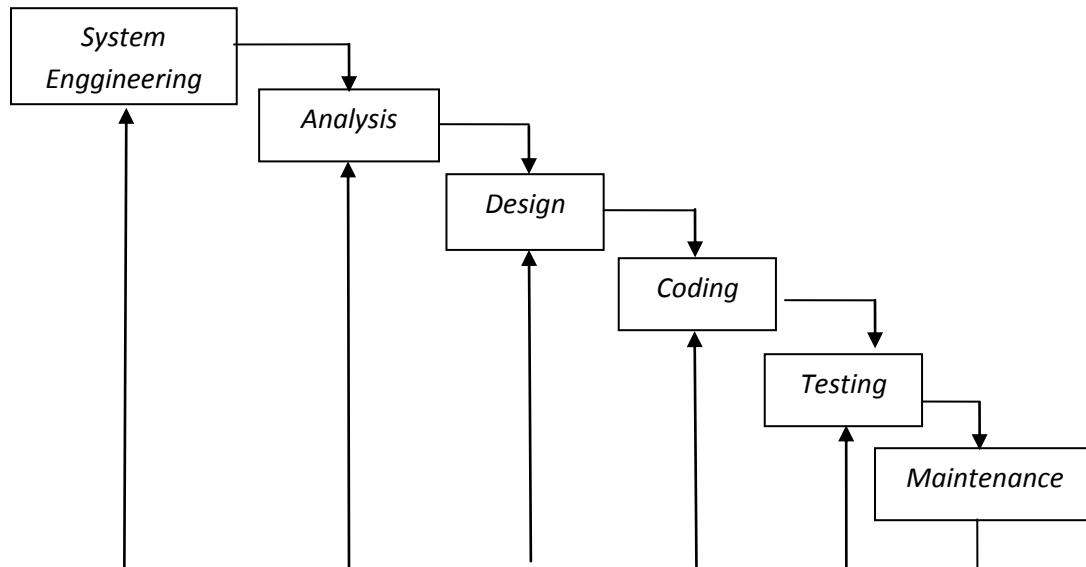 System
Enggineering
Analysis
Design
Coding
Testing
Maintenance